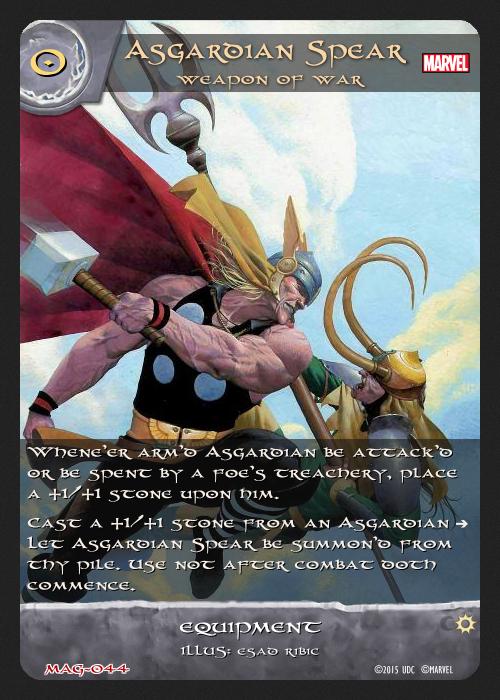 Asgardian Spear
MARVEL
Weapon of War
Whene'er arm'd Asgardian be attack'd
or be spent by a foe's treachery, place
a +1/+1 stone upon him.
Cast a +1/+1 stone from an Asgardian ➔
Let Asgardian Spear be summon'd from
thy pile. Use not after combat doth
commence.
Equipment
Illus: Esad Ribic
MAG-044
©2015 UDC ©MARVEL